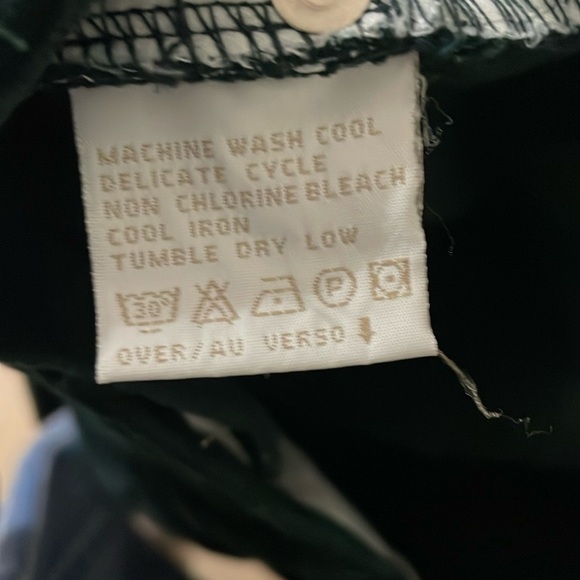 MACHINE WASH COOL
DELICATE CYCLE
NON CHLORINE BLEACH
COOL IRON
TUMBLE DRY LOW
30° P
OVER/AU VERSO